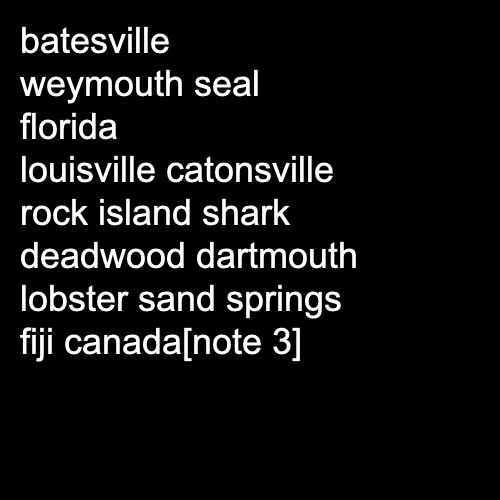 batesville
weymouth seal
florida
louisville catonsville
rock island shark
deadwood dartmouth
lobster sand springs
fiji canada[note 3]